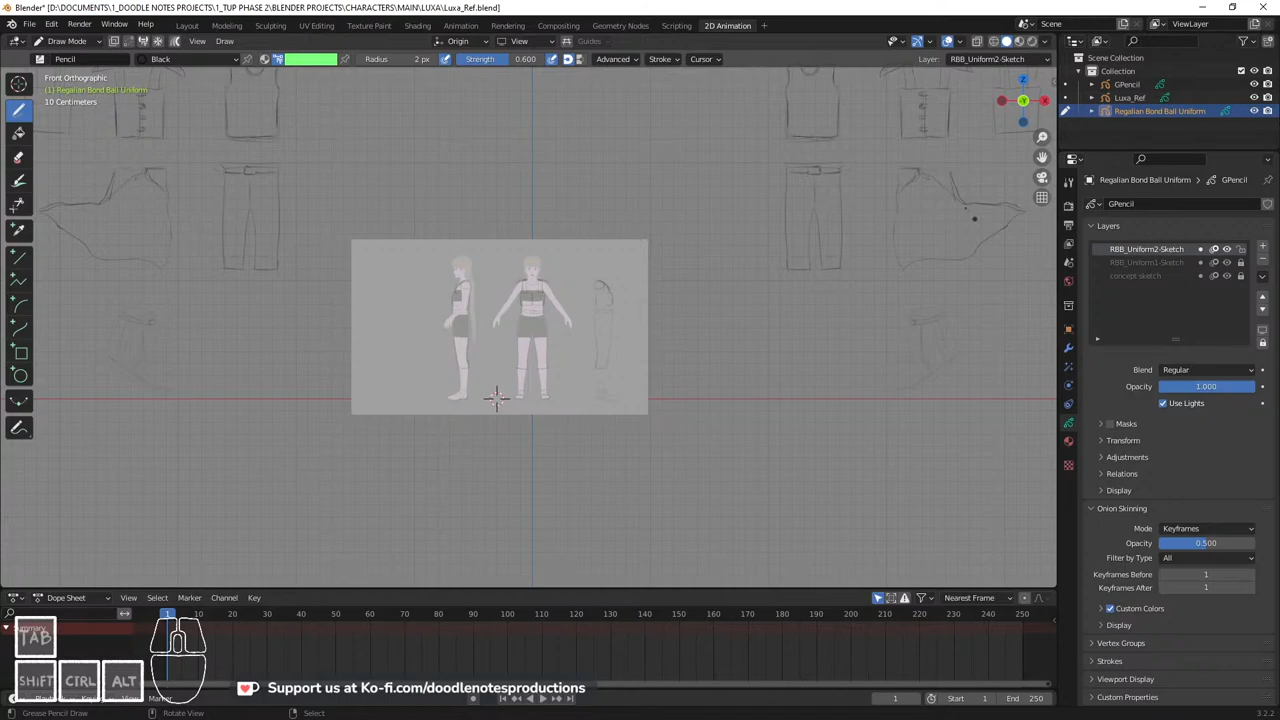 Blender* [D:\DOCUMENTS\1_DOODLE NOTES PROJECTS\1_TUP PHASE 2\BLENDER PROJECTS\CHARACTERS\MAIN\LUXA\Luxa_Ref.blend]
File Edit Render Window Help Layout Modeling Sculpting UV Editing Texture Paint Shading Animation Rendering Compositing Geometry Nodes Scripting 2D Animation + Scene ViewLayer
Draw Mode View Draw Origin View Guides
Pencil Black Radius 2 px Strength 0.600 Advanced Stroke Cursor Layer: RBB_Uniform2-Sketch
Scene Collection
Collection
GPencil
Luxa_Ref
Regalian Bond Ball Uniform
Front Orthographic
(1) Regalian Bond Ball Uniform
10 Centimeters
Z
Y
X
Regalian Bond Ball Uniform > GPencil
GPencil
Layers
RBB_Uniform2-Sketch
RBB_Uniform1-Sketch
concept sketch
Blend Regular
Opacity 1.000
Use Lights
Masks
Transform
Adjustments
Relations
Display
Onion Skinning
Mode Keyframes
Opacity 0.500
Filter by Type All
Keyframes Before 1
Keyframes After 1
Custom Colors
Display
Vertex Groups
Strokes
Viewport Display
Custom Properties
Dope Sheet View Select Marker Channel Key Nearest Frame
1 10 20 30 40 50 60 70 80 90 100 110 120 130 140 150 160 170 180 190 200 210 220 230 240 250
Summary
TAB
SHIFT CTRL ALT
Support us at Ko-fi.com/doodlenotesproductions
Marker
1 Start 1 End 250
Grease Pencil Draw Rotate View Select 3.2.2